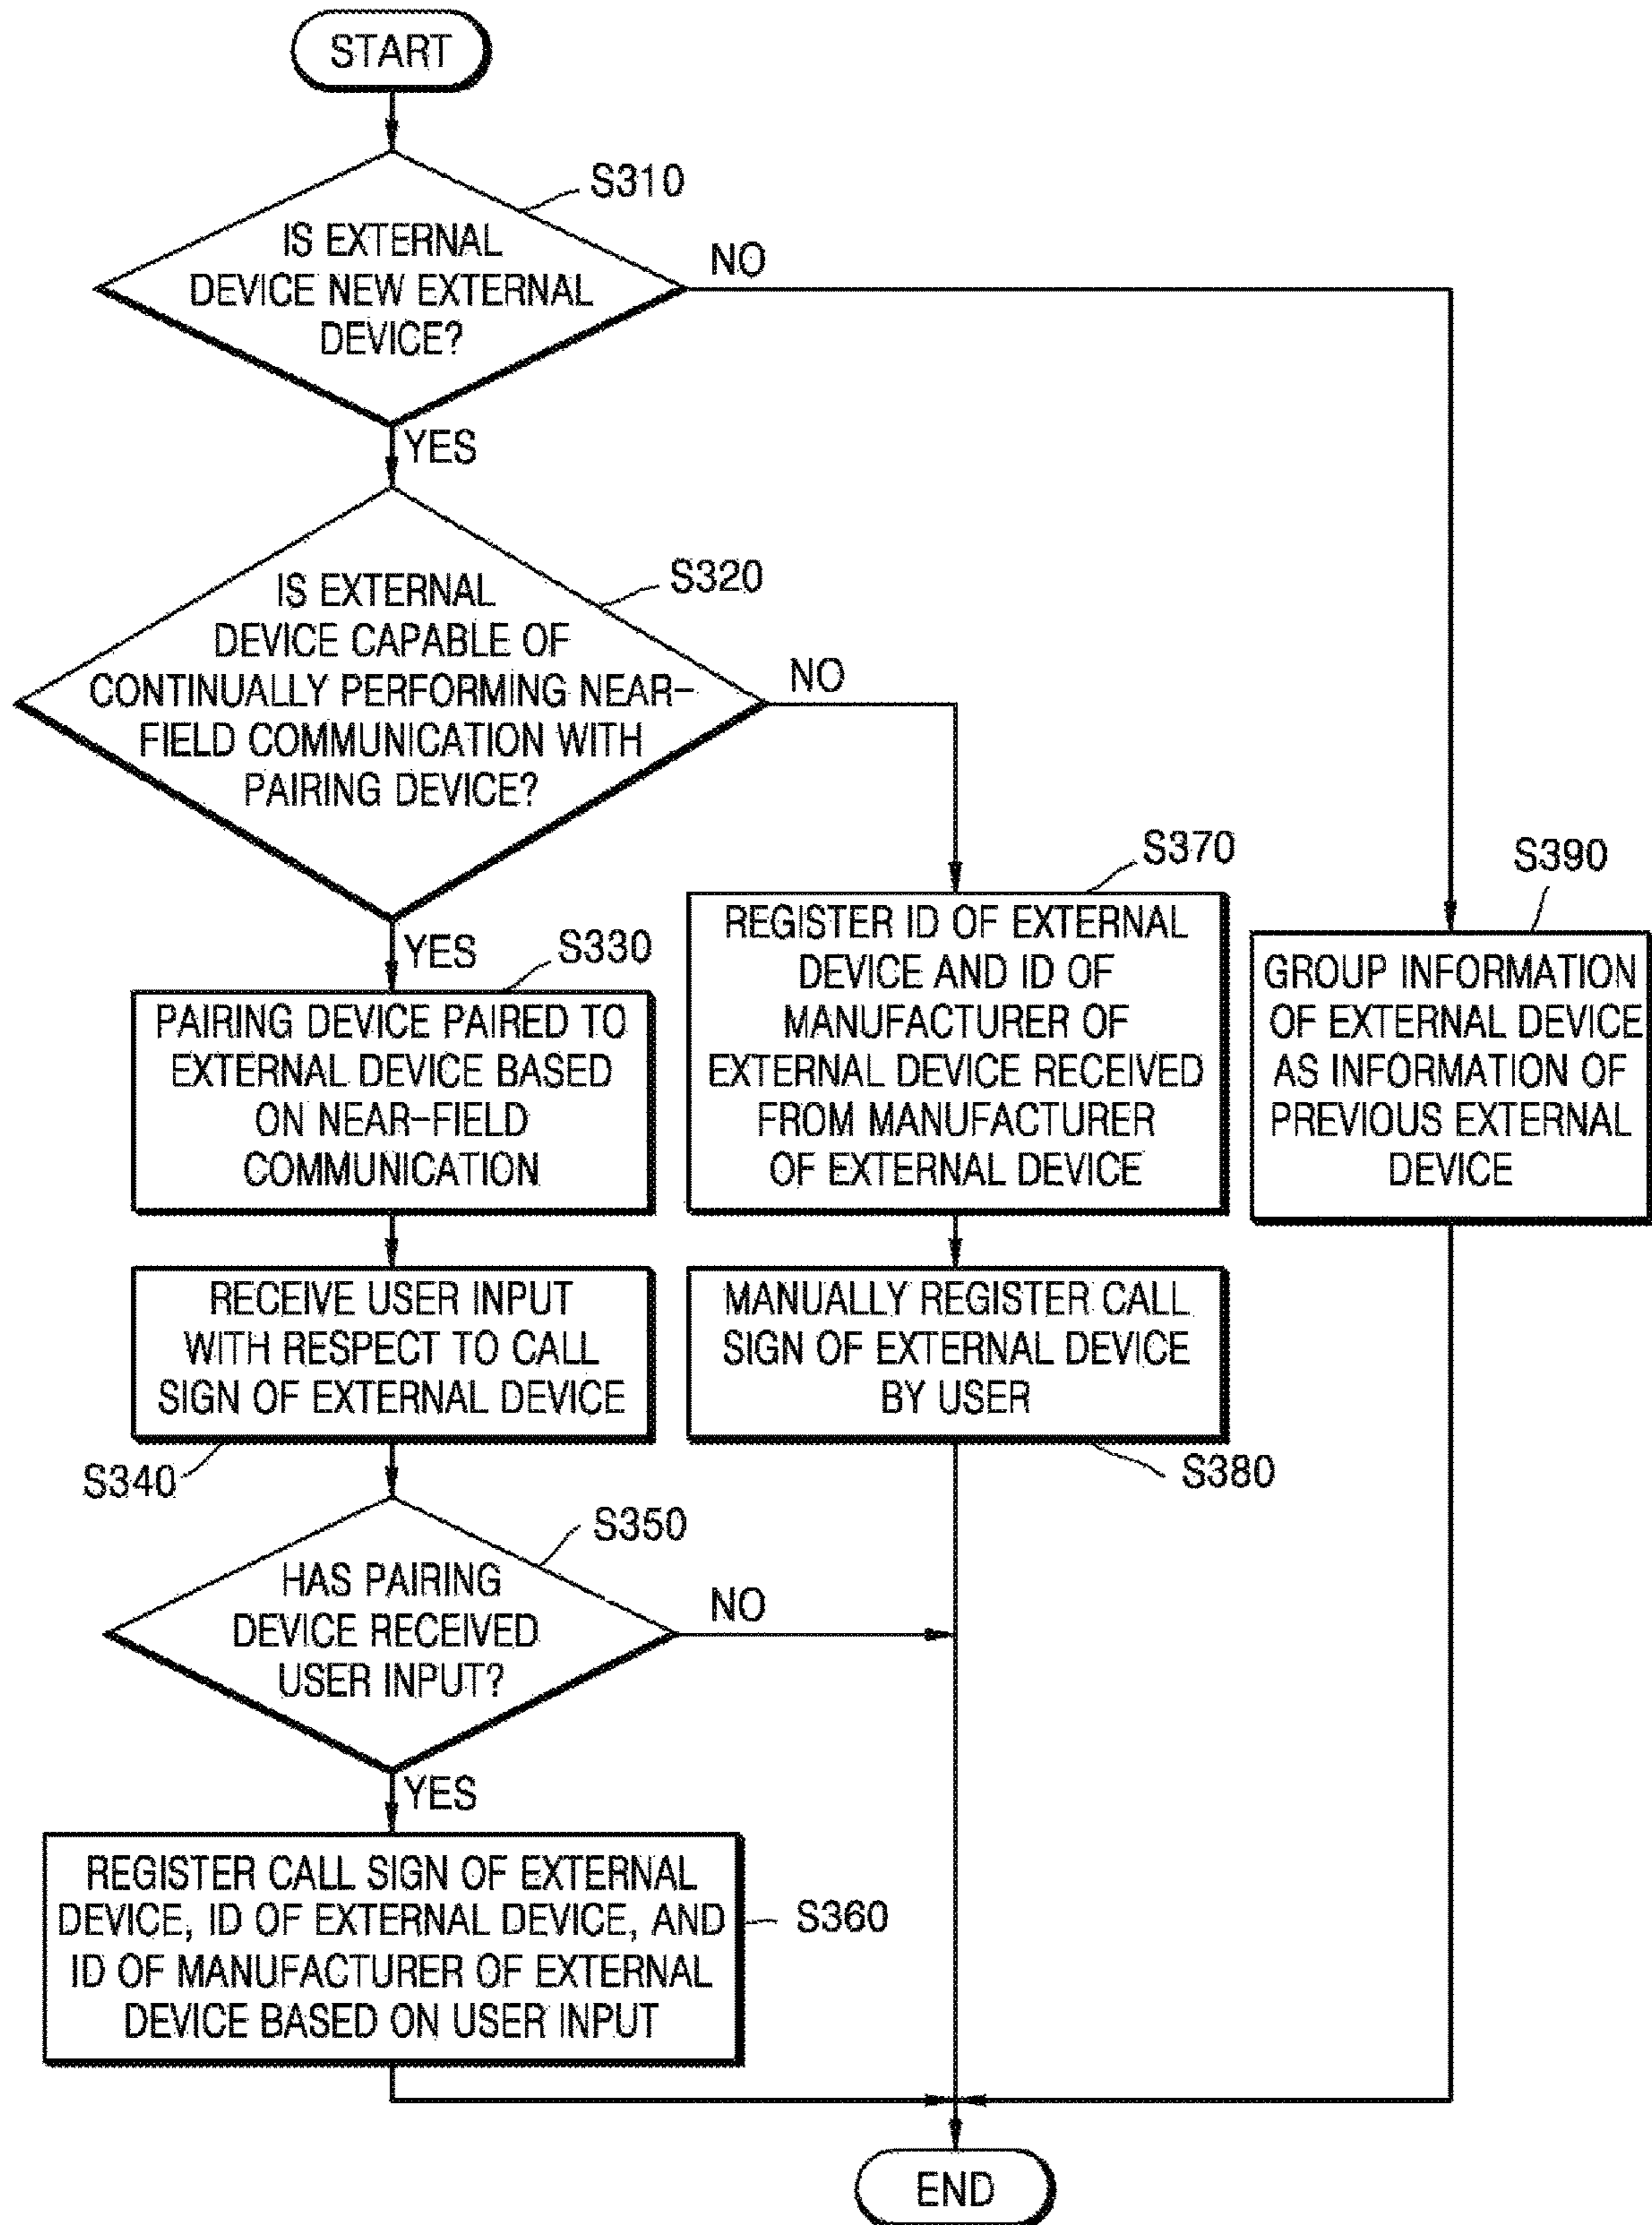 START
S310
IS EXTERNAL
DEVICE NEW EXTERNAL
DEVICE?
NO
YES
S320
IS EXTERNAL
DEVICE CAPABLE OF
CONTINUALLY PERFORMING NEAR-
FIELD COMMUNICATION WITH
PAIRING DEVICE?
NO
YES
S330
PAIRING DEVICE PAIRED TO
EXTERNAL DEVICE BASED
ON NEAR-FIELD
COMMUNICATION
S370
REGISTER ID OF EXTERNAL
DEVICE AND ID OF
MANUFACTURER OF
EXTERNAL DEVICE RECEIVED
FROM MANUFACTURER
OF EXTERNAL DEVICE
S390
GROUP INFORMATION
OF EXTERNAL DEVICE
AS INFORMATION OF
PREVIOUS EXTERNAL
DEVICE
RECEIVE USER INPUT
WITH RESPECT TO CALL
SIGN OF EXTERNAL DEVICE
S340
MANUALLY REGISTER CALL
SIGN OF EXTERNAL DEVICE
BY USER
S380
S350
HAS PAIRING
DEVICE RECEIVED
USER INPUT?
NO
YES
REGISTER CALL SIGN OF EXTERNAL
DEVICE, ID OF EXTERNAL DEVICE, AND
ID OF MANUFACTURER OF EXTERNAL
DEVICE BASED ON USER INPUT
S360
END